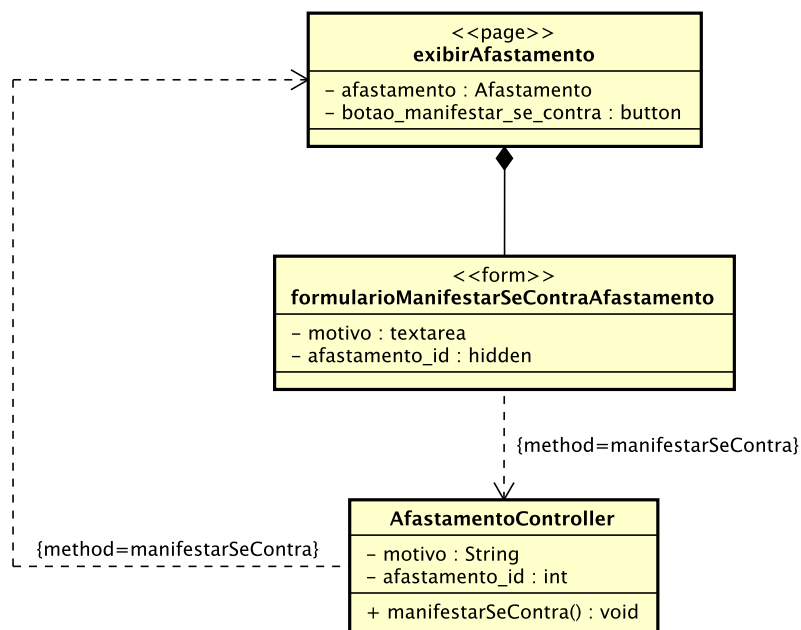 <<page>>
exibirAfastamento
– afastamento : Afastamento
– botao_manifestar_se_contra : button
<<form>>
formularioManifestarSeContraAfastamento
– motivo : textarea
– afastamento_id : hidden
{method=manifestarSeContra}
AfastamentoController
{method=manifestarSeContra}
– motivo : String
– afastamento_id : int
+ manifestarSeContra() : void